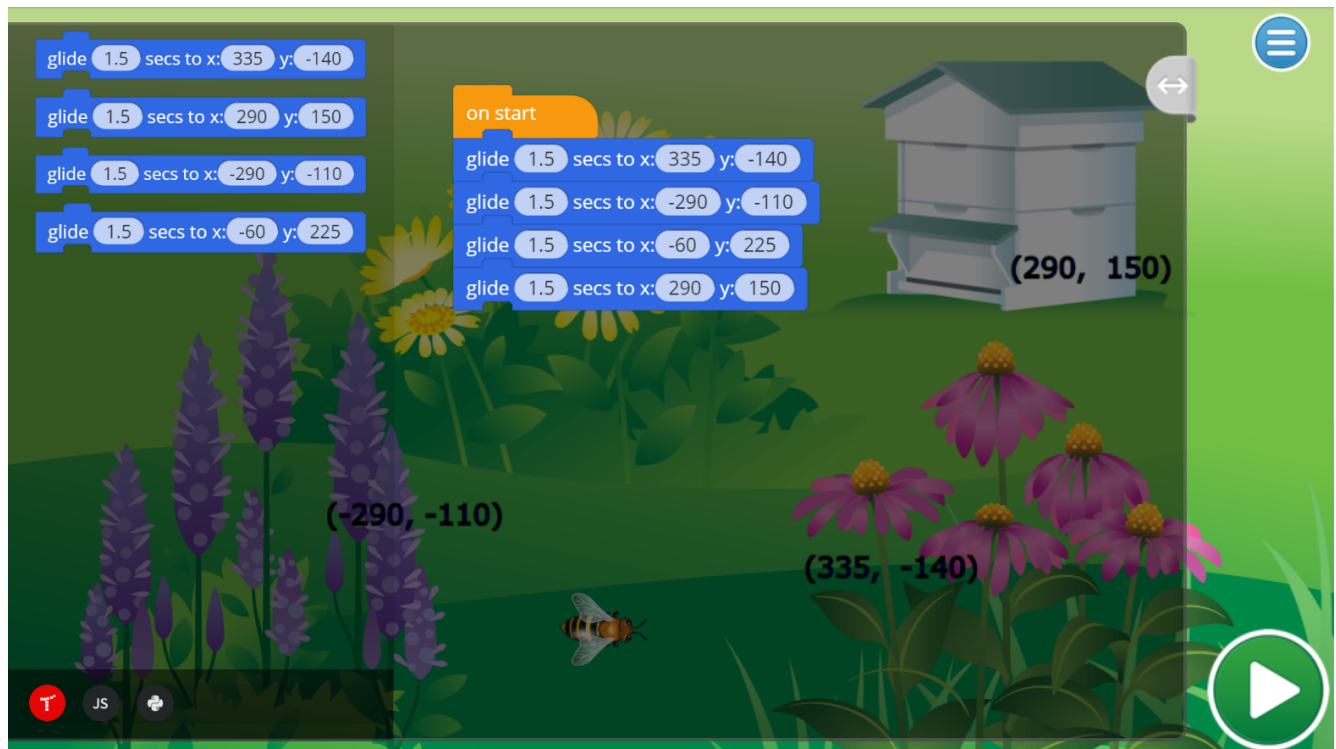 glide 1.5 secs to x: 335 y: -140
glide 1.5 secs to x: 290 y: 150
glide 1.5 secs to x: -290 y: -110
glide 1.5 secs to x: -60 y: 225
on start
glide 1.5 secs to x: 335 y: -140
glide 1.5 secs to x: -290 y: -110
glide 1.5 secs to x: -60 y: 225
glide 1.5 secs to x: 290 y: 150
(290, 150)
(-290, -110)
(335, -140)
T
JS